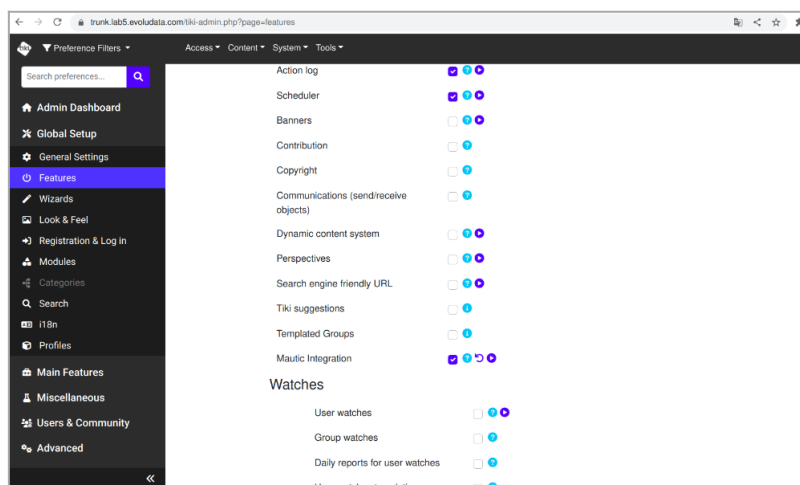 trunk.lab5.evoludata.com/tiki-admin.php?page=features
tiki
Preference Filters
Access
Content
System
Tools
Search preferences...
Admin Dashboard
Global Setup
General Settings
Features
Wizards
Look & Feel
Registration & Log in
Modules
Categories
Search
i18n
Profiles
Main Features
Miscellaneous
Users & Community
Advanced
Action log
Scheduler
Banners
Contribution
Copyright
Communications (send/receive
objects)
Dynamic content system
Perspectives
Search engine friendly URL
Tiki suggestions
Templated Groups
Mautic Integration
Watches
User watches
Group watches
Daily reports for user watches